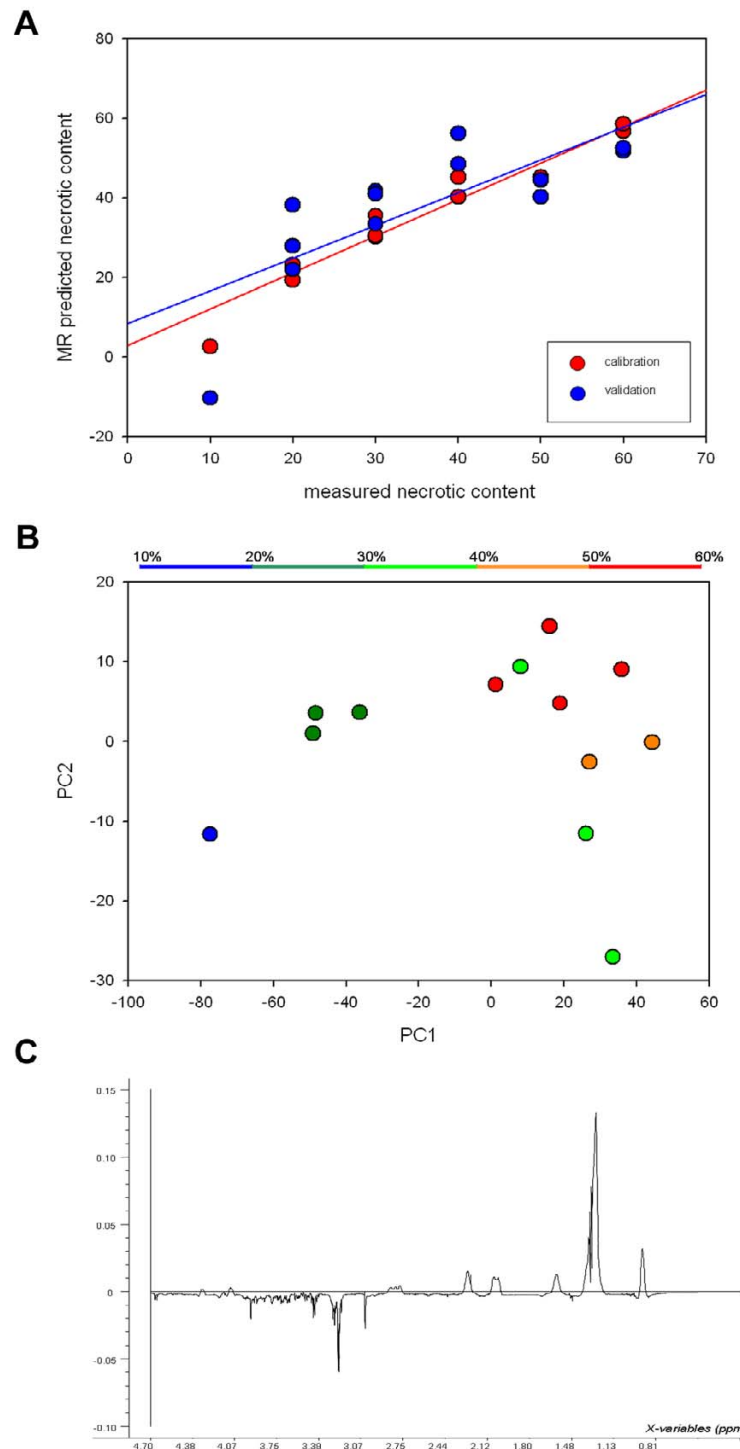 A
80
60
40
20
0
-20
MR predicted necrotic content
calibration
validation
0 10 20 30 40 50 60 70
measured necrotic content
B
10% 20% 30% 40% 50% 60%
20
10
0
-10
-20
-30
PC2
-100 -80 -60 -40 -20 0 20 40 60
PC1
C
0.15
0.10
0.05
0
-0.05
-0.10
X-variables (ppm
4.70 4.38 4.07 3.76 3.39 3.07 2.75 2.44 2.12 1.80 1.48 1.13 0.81